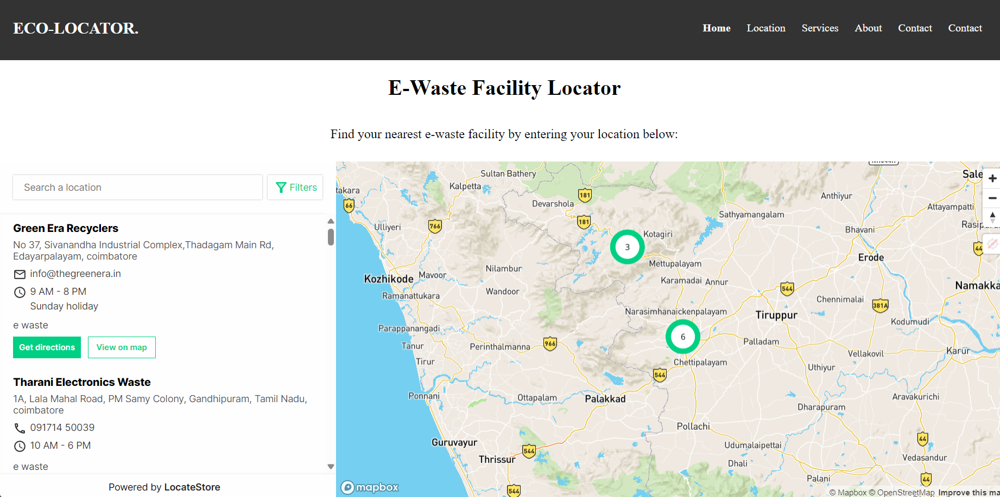 ECO-LOCATOR.
Home Location Services About Contact Contact
E-Waste Facility Locator
Find your nearest e-waste facility by entering your location below:
Search a location
Filters
Green Era Recyclers
No 37, Sivanandha Industrial Complex,Thadagam Main Rd,
Edayarpalayam, coimbatore
info@thegreenera.in
9 AM - 8 PM
Sunday holiday
e waste
Get directions
View on map
Tharani Electronics Waste
1A, Lala Mahal Road, PM Samy Colony, Gandhipuram, Tamil Nadu,
coimbatore
091714 50039
10 AM - 6 PM
e waste
Powered by LocateStore
Sultan Bathery
Kalpetta
takara
66
Devarshola
181
Anthiyur
Sale
Attayampatti
Sathyamangalam
181
Ulliyeri
766
Rasip
Bhavani
Kotagiri
3
44
Erode
Mettupalayam
Nilambur
Mavoor
Kozhikode
Karamadai
Annur
Namakka
544
Wandoor
Ramanattukara
Chennimalai
381A
Narasimhanaickenpalayam
Tiruppur
Kodumudi
Parappanangadi
6
Palladam
966
Tanur
Perinthalmanna
Karur
Vellakovil
Tirur
Chettipalayam
Uthiyur
544
Ponnani
Ottapalam
Palakkad
Aravakurichi
Dharapuram
Pollachi
44
Guruvayur
Udumalaipettai
544
Thrissur
Vedasandur
Dhali
Palani
44
544
mapbox
© Mapbox © OpenStreetMap Improve this ma